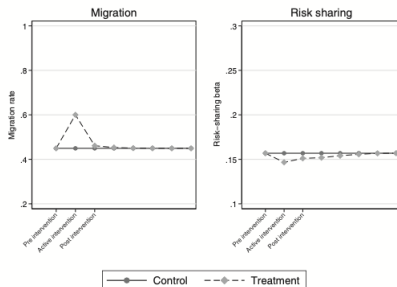 Migration
Risk sharing
Migration rate
1
.8
.6
.4
.2
Pre intervention
Active intervention
Post intervention
Risk-sharing beta
.3
.25
.2
.15
.1
Pre intervention
Active intervention
Post intervention
Control
Treatment